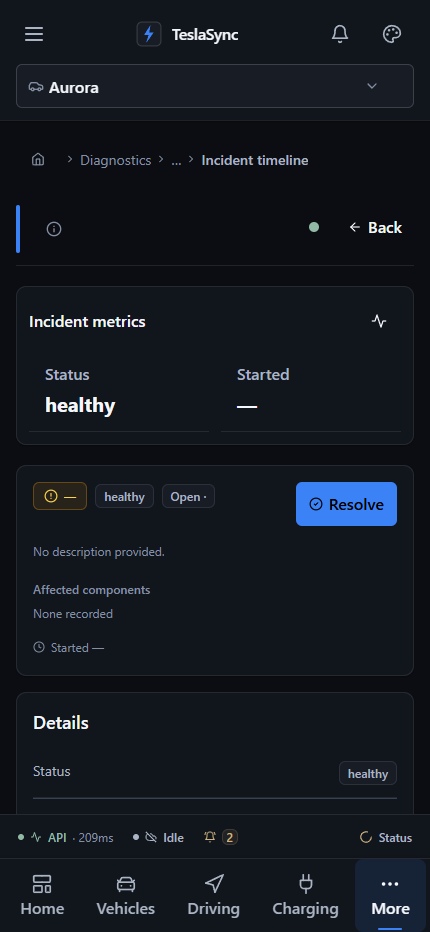 TeslaSync
Aurora
Diagnostics ... Incident timeline
Back
Incident metrics
Status Started
healthy —
— healthy Open · Resolve
No description provided.
Affected components
None recorded
Started —
Details
Status healthy
API · 209ms Idle 2 Status
Home Vehicles Driving Charging More